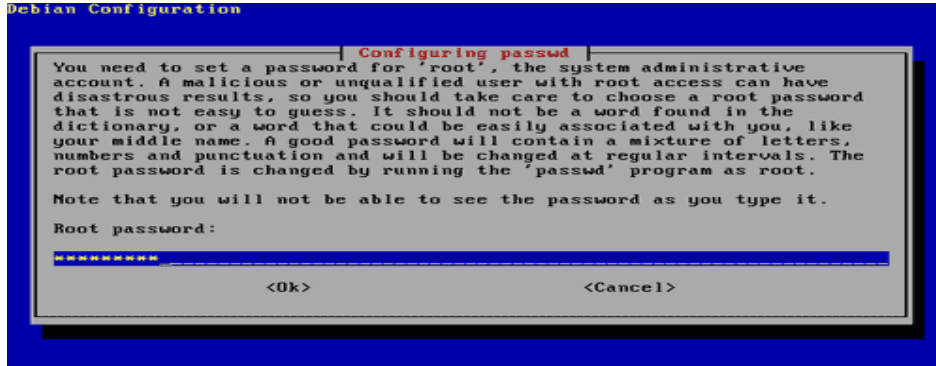 Debian Configuration
Configuring passwd
You need to set a password for 'root', the system administrative
account. A malicious or unqualified user with root access can have
disastrous results, so you should take care to choose a root password
that is not easy to guess. It should not be a word found in the
dictionary, or a word that could be easily associated with you, like
your middle name. A good password will contain a mixture of letters,
numbers and punctuation and will be changed at regular intervals. The
root password is changed by running the 'passwd' program as root.
Note that you will not be able to see the password as you type it.
Root password:
*********
<Ok> <Cancel>